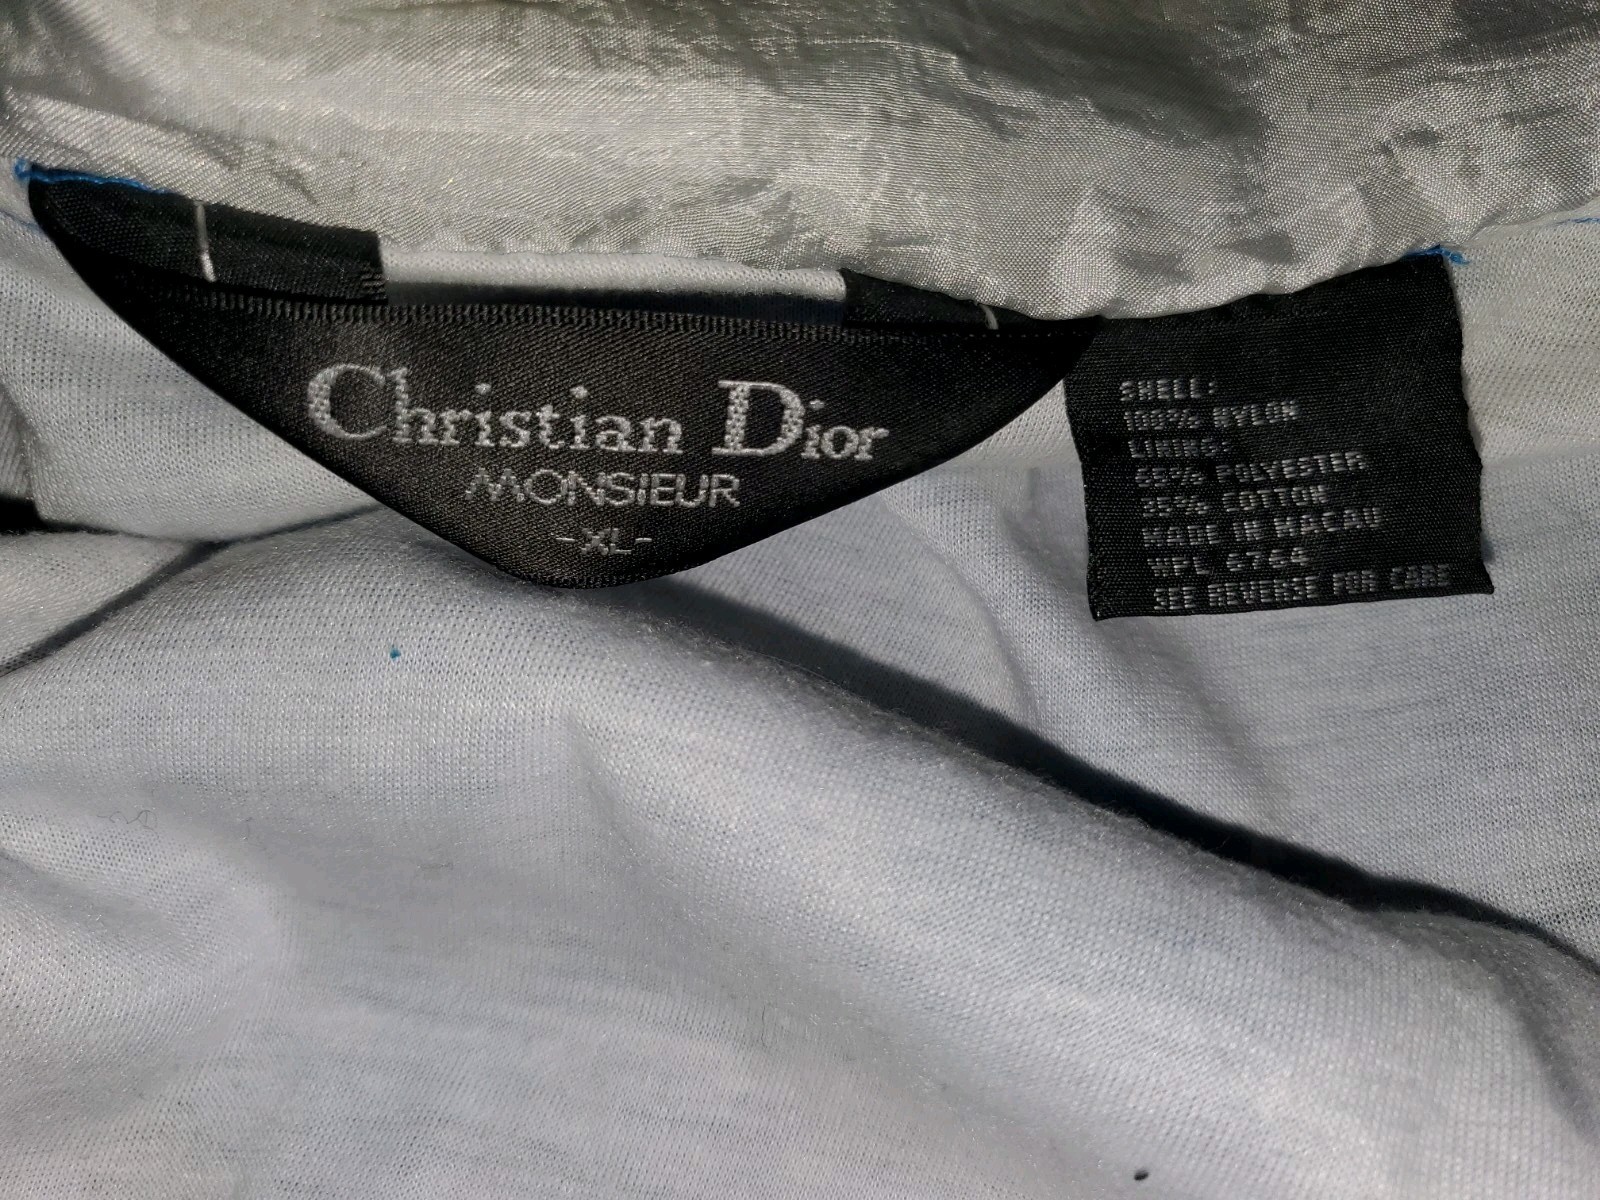 Christian Dior
MONSIEUR
-XL-
SHELL:
100% NYLON
LINING:
65% POLYESTER
35% COTTON
MADE IN MACAU
WPL 6764
SEE REVERSE FOR CARE